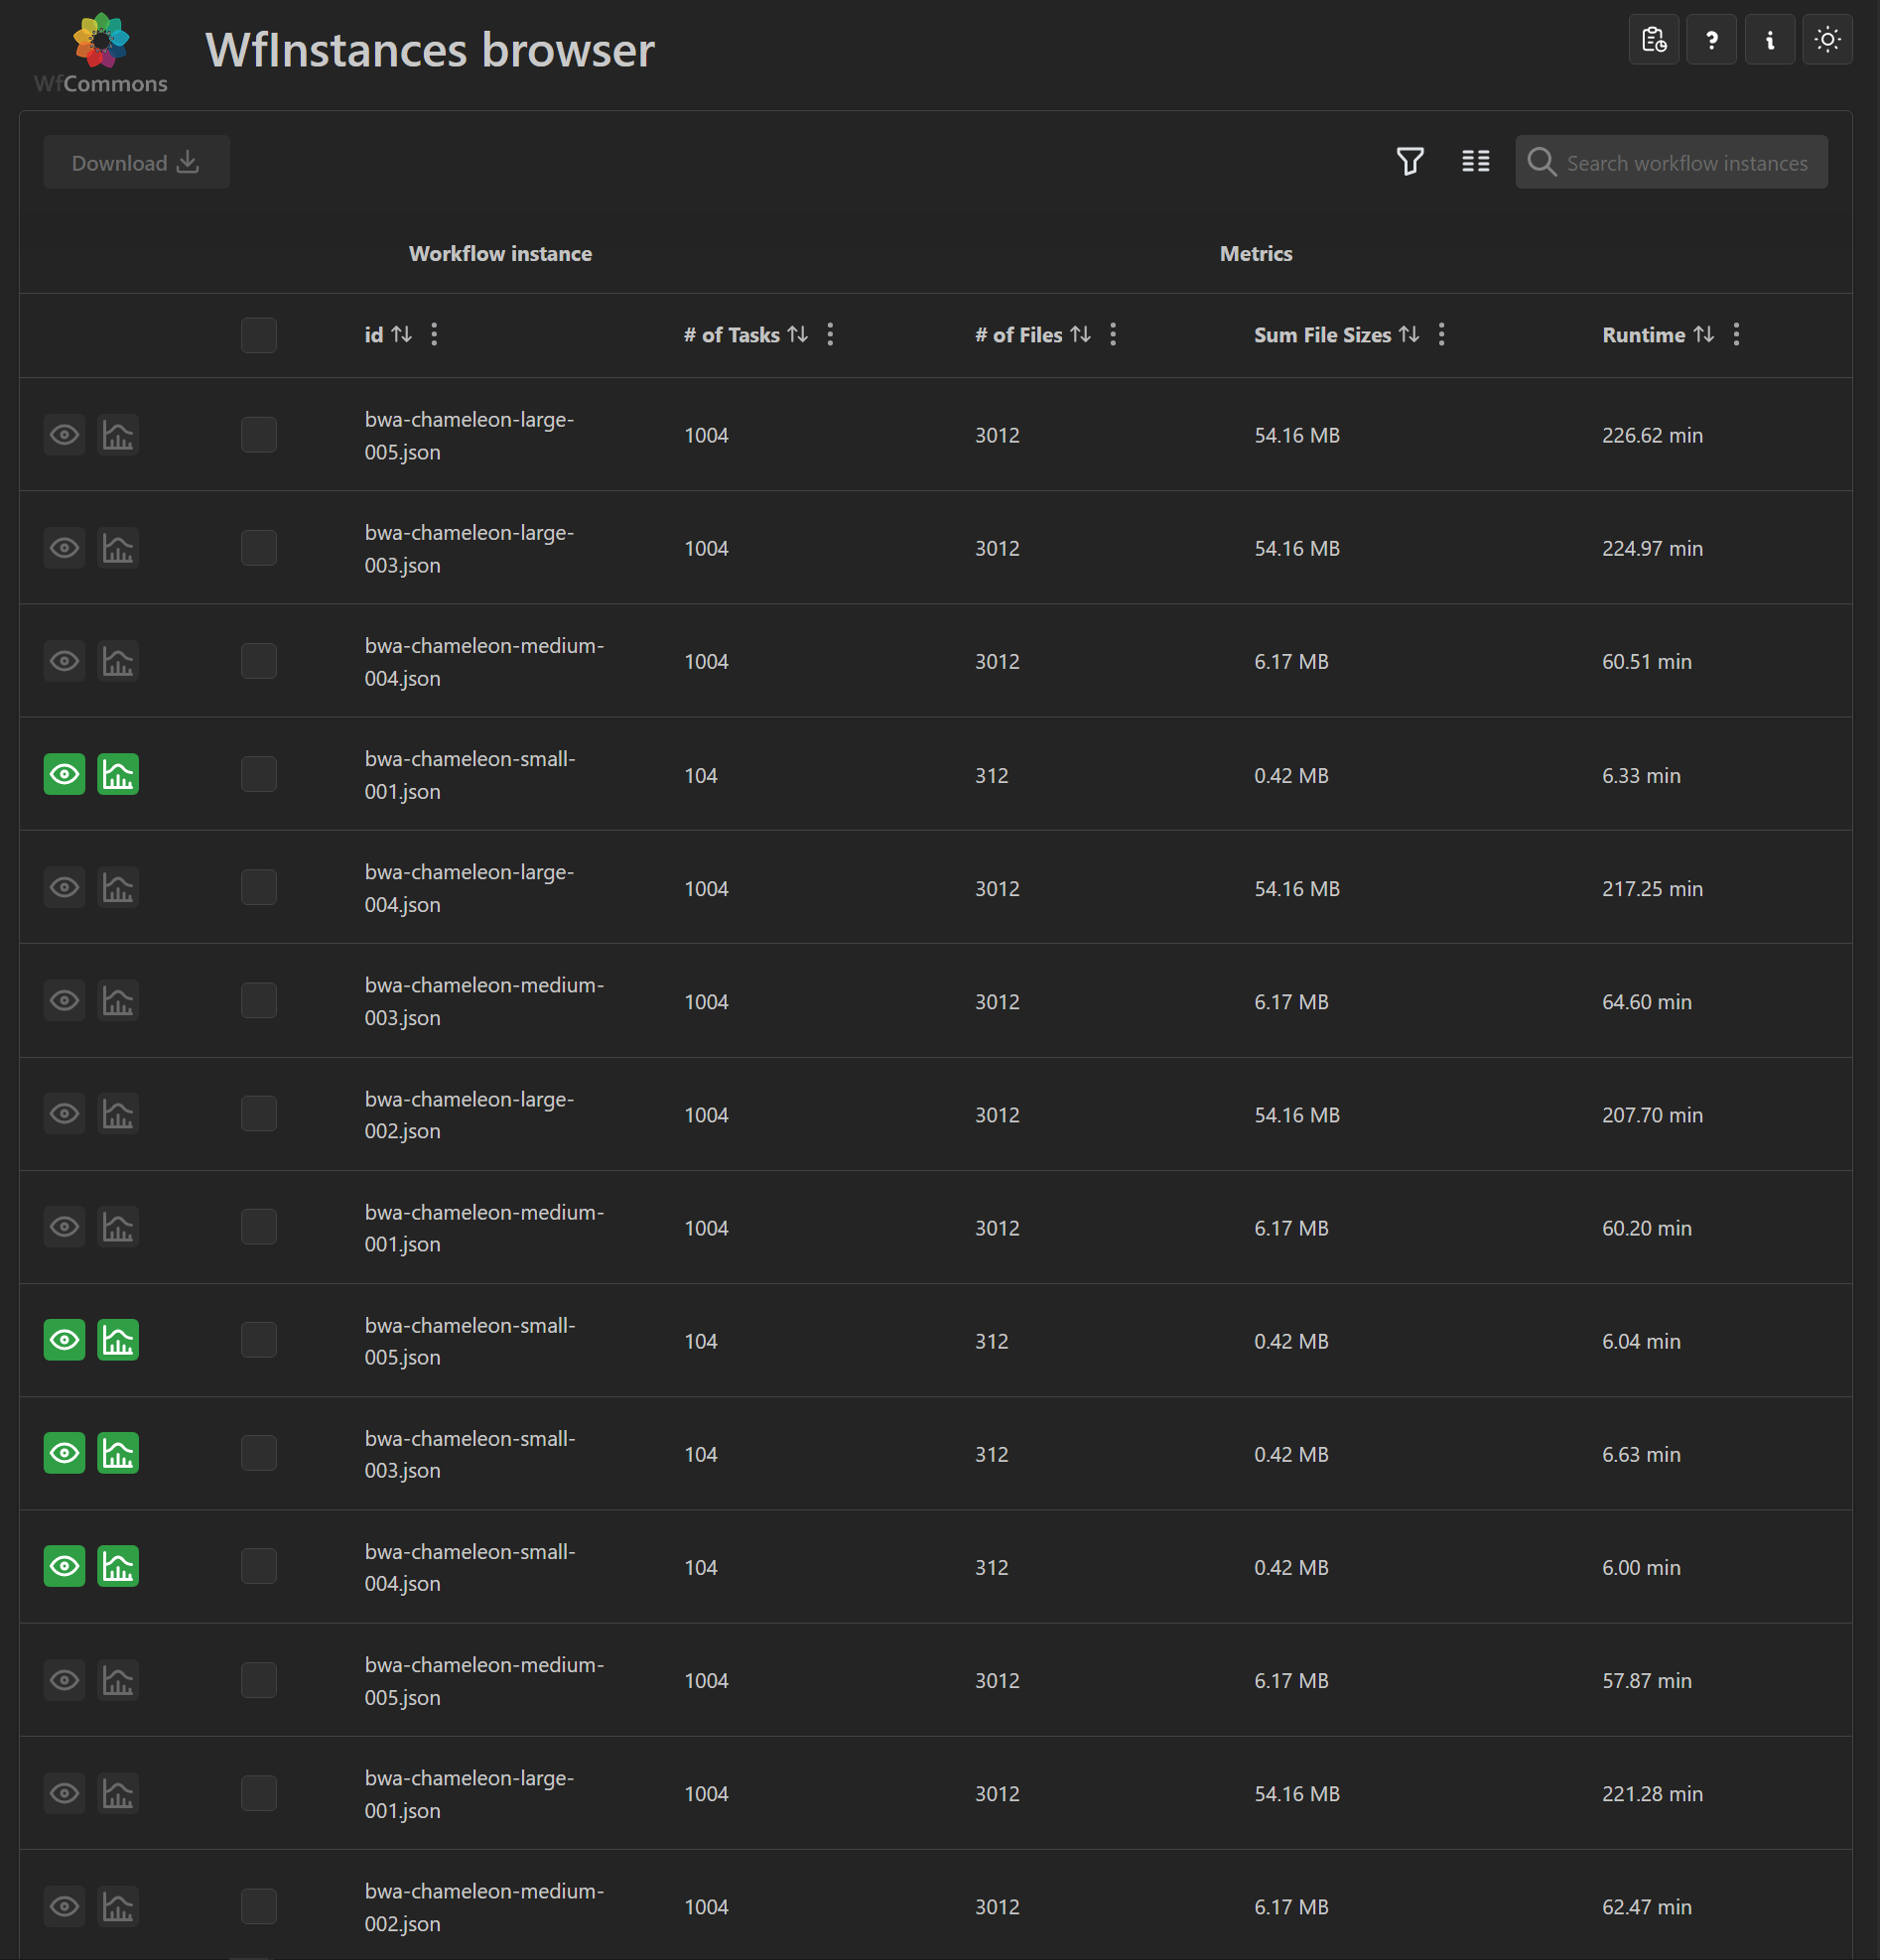 WfCommons
WfInstances browser
Download
Search workflow instances
Workflow instance Metrics
id # of Tasks # of Files Sum File Sizes Runtime
bwa-chameleon-large-
005.json
1004 3012 54.16 MB 226.62 min
bwa-chameleon-large-
003.json
1004 3012 54.16 MB 224.97 min
bwa-chameleon-medium-
004.json
1004 3012 6.17 MB 60.51 min
bwa-chameleon-small-
001.json
104 312 0.42 MB 6.33 min
bwa-chameleon-large-
004.json
1004 3012 54.16 MB 217.25 min
bwa-chameleon-medium-
003.json
1004 3012 6.17 MB 64.60 min
bwa-chameleon-large-
002.json
1004 3012 54.16 MB 207.70 min
bwa-chameleon-medium-
001.json
1004 3012 6.17 MB 60.20 min
bwa-chameleon-small-
005.json
104 312 0.42 MB 6.04 min
bwa-chameleon-small-
003.json
104 312 0.42 MB 6.63 min
bwa-chameleon-small-
004.json
104 312 0.42 MB 6.00 min
bwa-chameleon-medium-
005.json
1004 3012 6.17 MB 57.87 min
bwa-chameleon-large-
001.json
1004 3012 54.16 MB 221.28 min
bwa-chameleon-medium-
002.json
1004 3012 6.17 MB 62.47 min